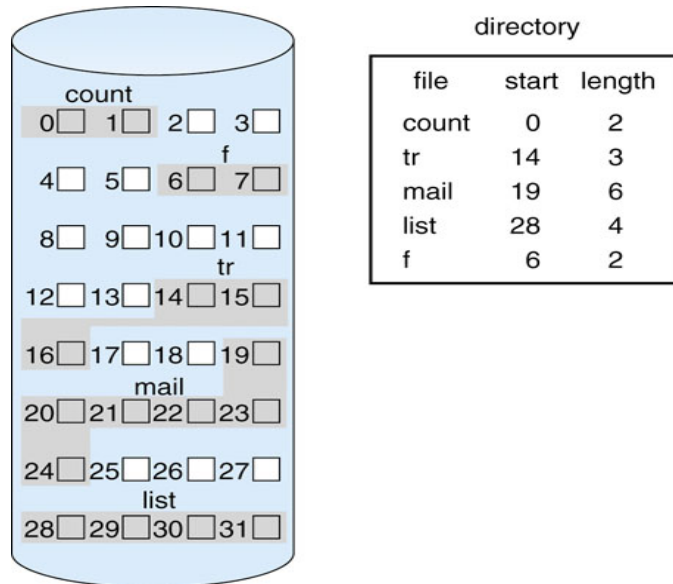 directory
file start length
count 0 2
tr 14 3
mail 19 6
list 28 4
f 6 2
count
0 1 2 3
f
4 5 6 7
8 9 10 11
tr
12 13 14 15
16 17 18 19
mail
20 21 22 23
24 25 26 27
list
28 29 30 31